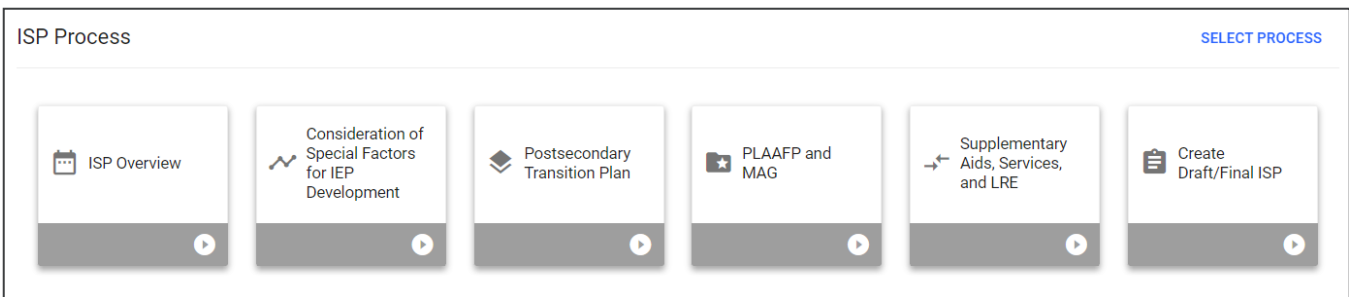 ISP Process
SELECT PROCESS
ISP Overview
Consideration of
Special Factors
for IEP
Development
Postsecondary
Transition Plan
PLAAFP and
MAG
Supplementary
Aids, Services,
and LRE
Create
Draft/Final ISP